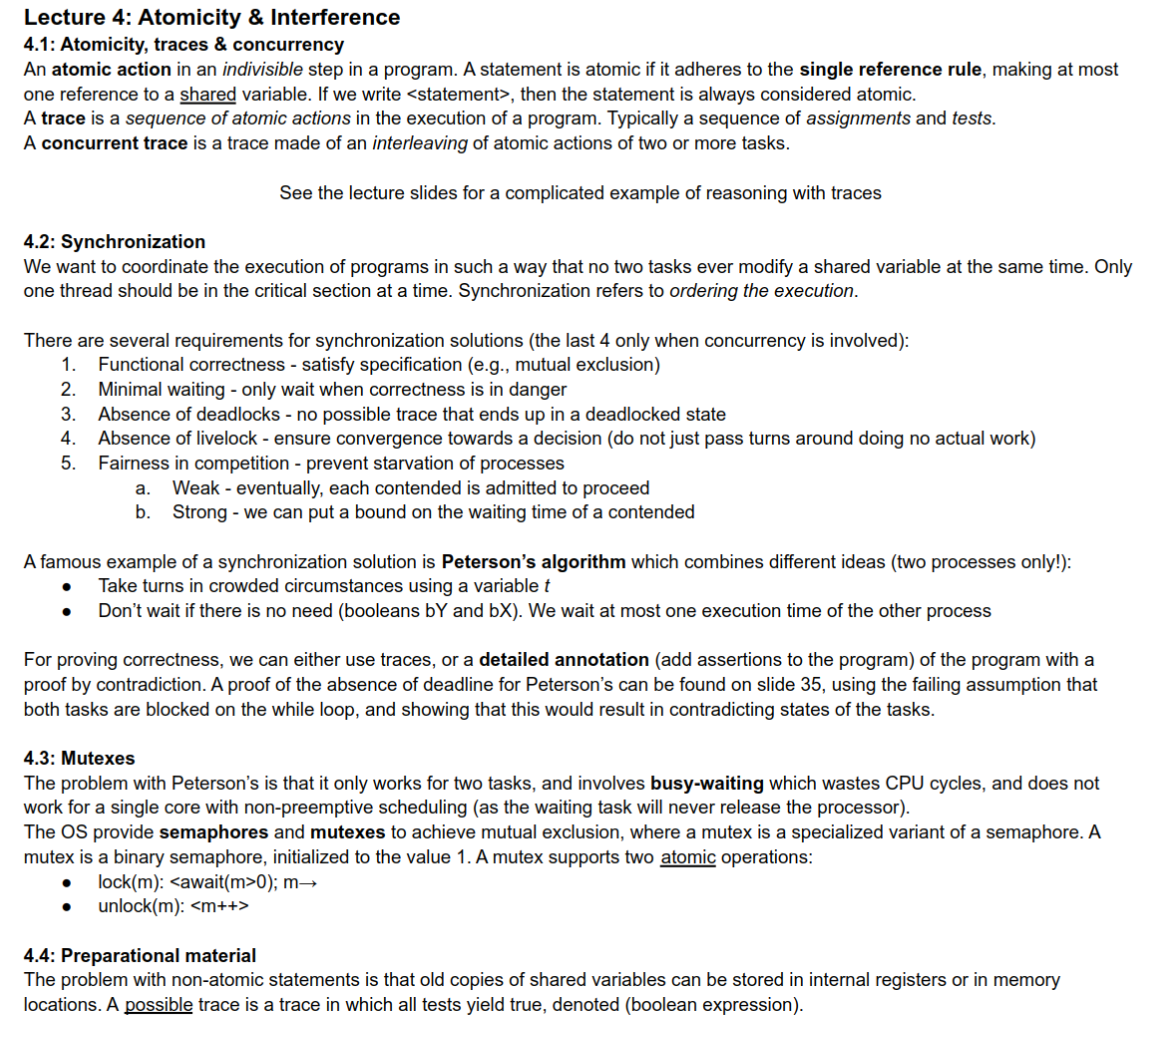 Lecture 4: Atomicity & Interference
4.1: Atomicity, traces & concurrency
An atomic action in an indivisible step in a program. A statement is atomic if it adheres to the single reference rule, making at most
one reference to a shared variable. If we write <statement>, then the statement is always considered atomic.
A trace is a sequence of atomic actions in the execution of a program. Typically a sequence of assignments and tests.
A concurrent trace is a trace made of an interleaving of atomic actions of two or more tasks.
See the lecture slides for a complicated example of reasoning with traces
4.2: Synchronization
We want to coordinate the execution of programs in such a way that no two tasks ever modify a shared variable at the same time. Only
one thread should be in the critical section at a time. Synchronization refers to ordering the execution.
There are several requirements for synchronization solutions (the last 4 only when concurrency is involved):
1. Functional correctness - satisfy specification (e.g., mutual exclusion)
2. Minimal waiting - only wait when correctness is in danger
3. Absence of deadlocks - no possible trace that ends up in a deadlocked state
4. Absence of livelock - ensure convergence towards a decision (do not just pass turns around doing no actual work)
5. Fairness in competition - prevent starvation of processes
a. Weak - eventually, each contended is admitted to proceed
b. Strong - we can put a bound on the waiting time of a contended
A famous example of a synchronization solution is Peterson's algorithm which combines different ideas (two processes only!):
● Take turns in crowded circumstances using a variable t
● Don't wait if there is no need (booleans bY and bX). We wait at most one execution time of the other process
For proving correctness, we can either use traces, or a detailed annotation (add assertions to the program) of the program with a
proof by contradiction. A proof of the absence of deadline for Peterson's can be found on slide 35, using the failing assumption that
both tasks are blocked on the while loop, and showing that this would result in contradicting states of the tasks.
4.3: Mutexes
The problem with Peterson's is that it only works for two tasks, and involves busy-waiting which wastes CPU cycles, and does not
work for a single core with non-preemptive scheduling (as the waiting task will never release the processor).
The OS provide semaphores and mutexes to achieve mutual exclusion, where a mutex is a specialized variant of a semaphore. A
mutex is a binary semaphore, initialized to the value 1. A mutex supports two atomic operations:
● lock(m): <await(m>0); m→
● unlock(m): <m++>
4.4: Preparational material
The problem with non-atomic statements is that old copies of shared variables can be stored in internal registers or in memory
locations. A possible trace is a trace in which all tests yield true, denoted (boolean expression).